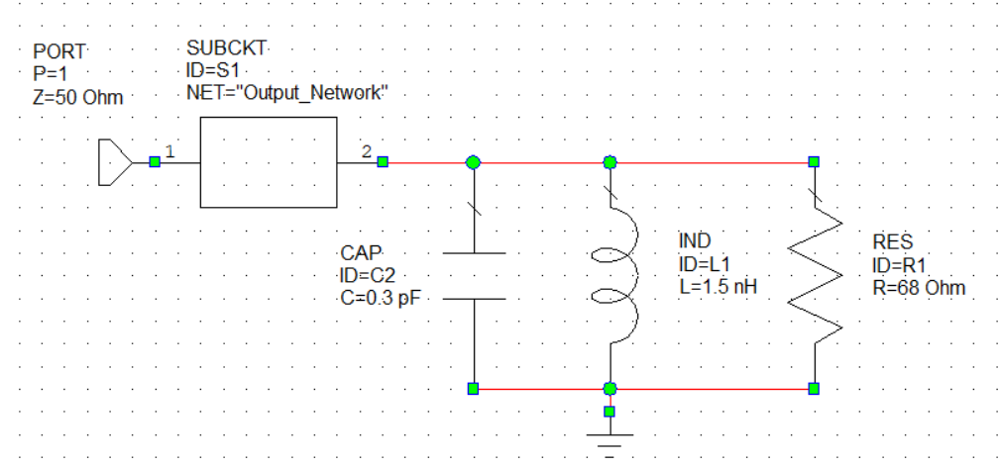 PORT
P=1
Z=50 Ohm
SUBCKT
ID=S1
NET="Output_Network"
1
2
CAP
ID=C2
C=0.3 pF
IND
ID=L1
L=1.5 nH
RES
ID=R1
R=68 Ohm